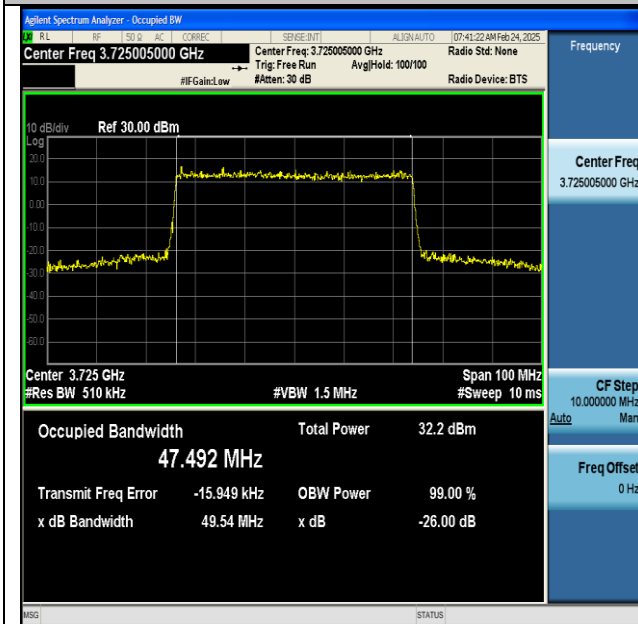 Agilent Spectrum Analyzer - Occupied BW
RL RF 50 Ω AC CORREC SENSE:INT ALIGN AUTO 07:41:22 AM Feb 24, 2025
Center Freq 3.725005000 GHz
Center Freq: 3.725005000 GHz
Radio Std: None
Trig: Free Run Avg|Hold: 100/100
#IFGain:Low
#Atten: 30 dB
Radio Device: BTS
Frequency
10 dB/div Ref 30.00 dBm
Log
20.0
10.0
0.00
-10.0
-20.0
-30.0
-40.0
-50.0
-60.0
Center Freq
3.725005000 GHz
Center 3.725 GHz Span 100 MHz
#Res BW 510 kHz #VBW 1.5 MHz #Sweep 10 ms
CF Step
10.000000 MHz
Auto Man
Occupied Bandwidth Total Power 32.2 dBm
47.492 MHz
Transmit Freq Error -15.949 kHz OBW Power 99.00 %
x dB Bandwidth 49.54 MHz x dB -26.00 dB
Freq Offset
0 Hz
MSG STATUS